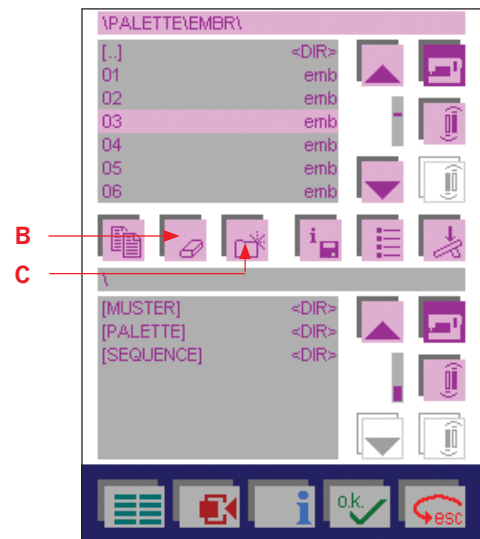 \PALETTE\EMBR\
[..] <DIR>
01 emb
02 emb
03 emb
04 emb
05 emb
06 emb
B
C
i
\
[MUSTER] <DIR>
[PALETTE] <DIR>
[SEQUENCE] <DIR>
i
o.k.
esc